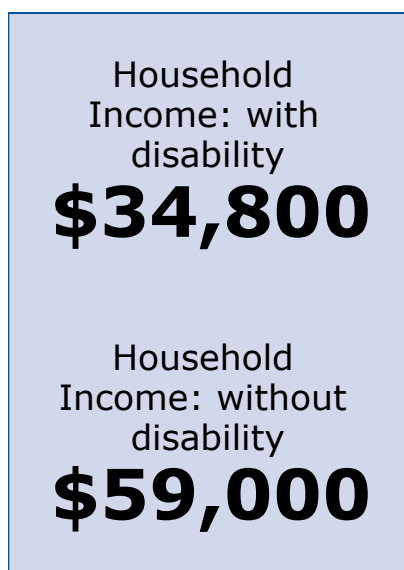 Household
Income: with
disability
$34,800
Household
Income: without
disability
$59,000